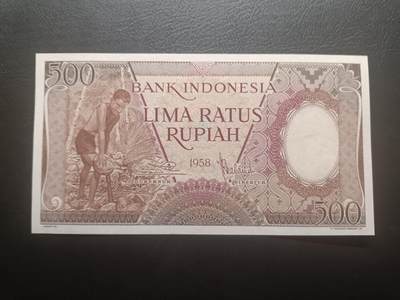 500
BANK INDONESIA
LIMA RATUS
RUPIAH
1958
500